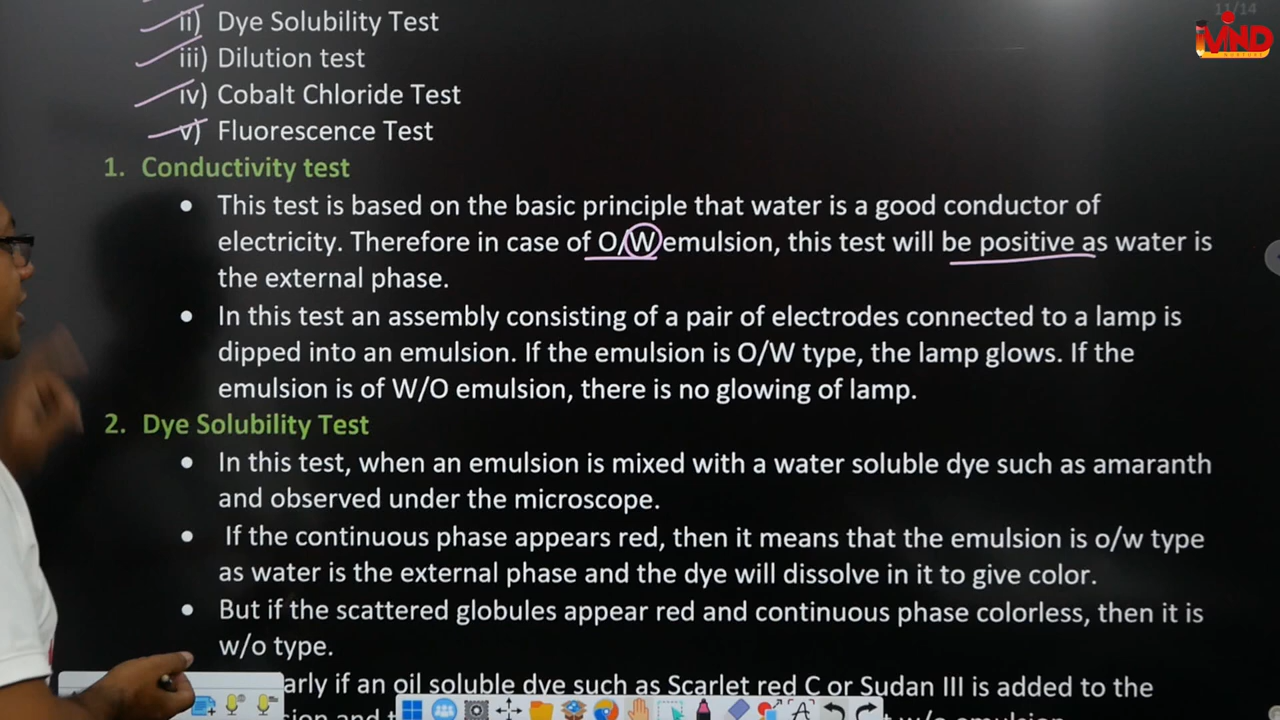 11/14
ii) Dye Solubility Test
iii) Dilution test
iv) Cobalt Chloride Test
v) Fluorescence Test
1. Conductivity test
• This test is based on the basic principle that water is a good conductor of
electricity. Therefore in case of O/W emulsion, this test will be positive as water is
the external phase.
• In this test an assembly consisting of a pair of electrodes connected to a lamp is
dipped into an emulsion. If the emulsion is O/W type, the lamp glows. If the
emulsion is of W/O emulsion, there is no glowing of lamp.
2. Dye Solubility Test
• In this test, when an emulsion is mixed with a water soluble dye such as amaranth
and observed under the microscope.
• If the continuous phase appears red, then it means that the emulsion is o/w type
as water is the external phase and the dye will dissolve in it to give color.
• But if the scattered globules appear red and continuous phase colorless, then it is
w/o type.
arly if an oil soluble dye such as Scarlet red C or Sudan III is added to the